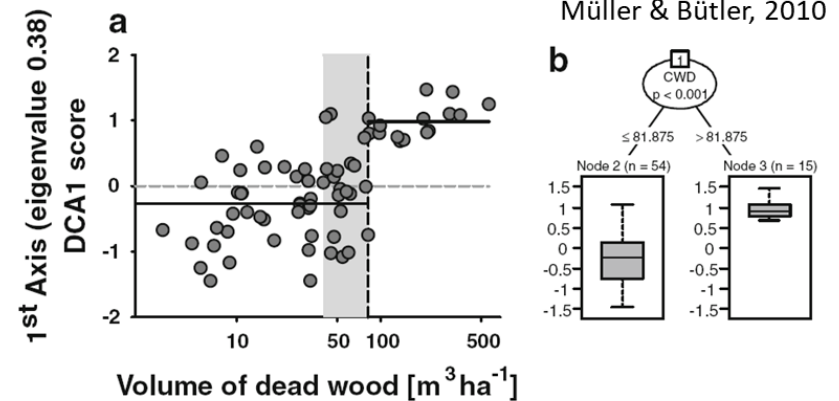 Müller & Bütler, 2010
a
1st Axis (eigenvalue 0.38)
DCA1 score
2
1
0
-1
-2
10
50
100
500
Volume of dead wood [m3ha-1]
b
1
CWD
p < 0.001
≤ 81.875
> 81.875
Node 2 (n = 54)
1.5
1
0.5
0
-0.5
-1
-1.5
Node 3 (n = 15)
1.5
1
0.5
0
-0.5
-1
-1.5